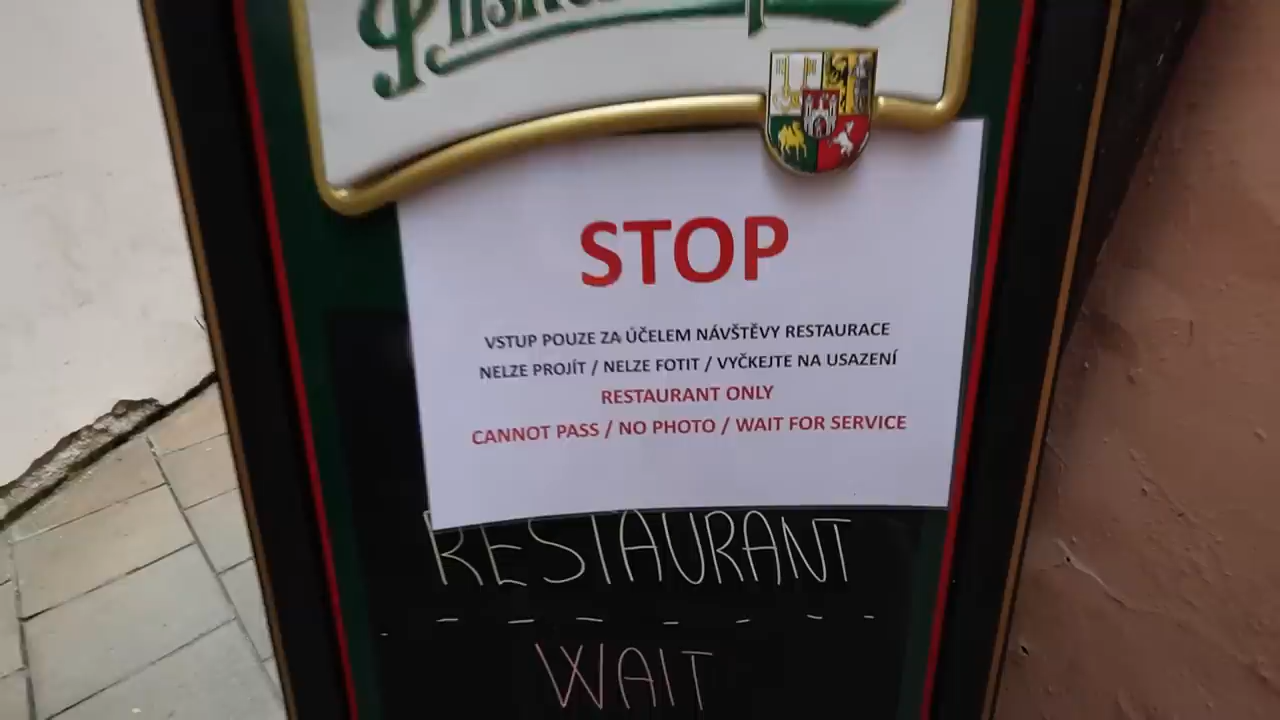 STOP
VSTUP POUZE ZA ÚČELEM NÁVŠTĚVY RESTAURACE
NELZE PROJÍT / NELZE FOTIT / VYČKEJTE NA USAZENÍ
RESTAURANT ONLY
CANNOT PASS / NO PHOTO / WAIT FOR SERVICE
RESTAURANT
WAIT